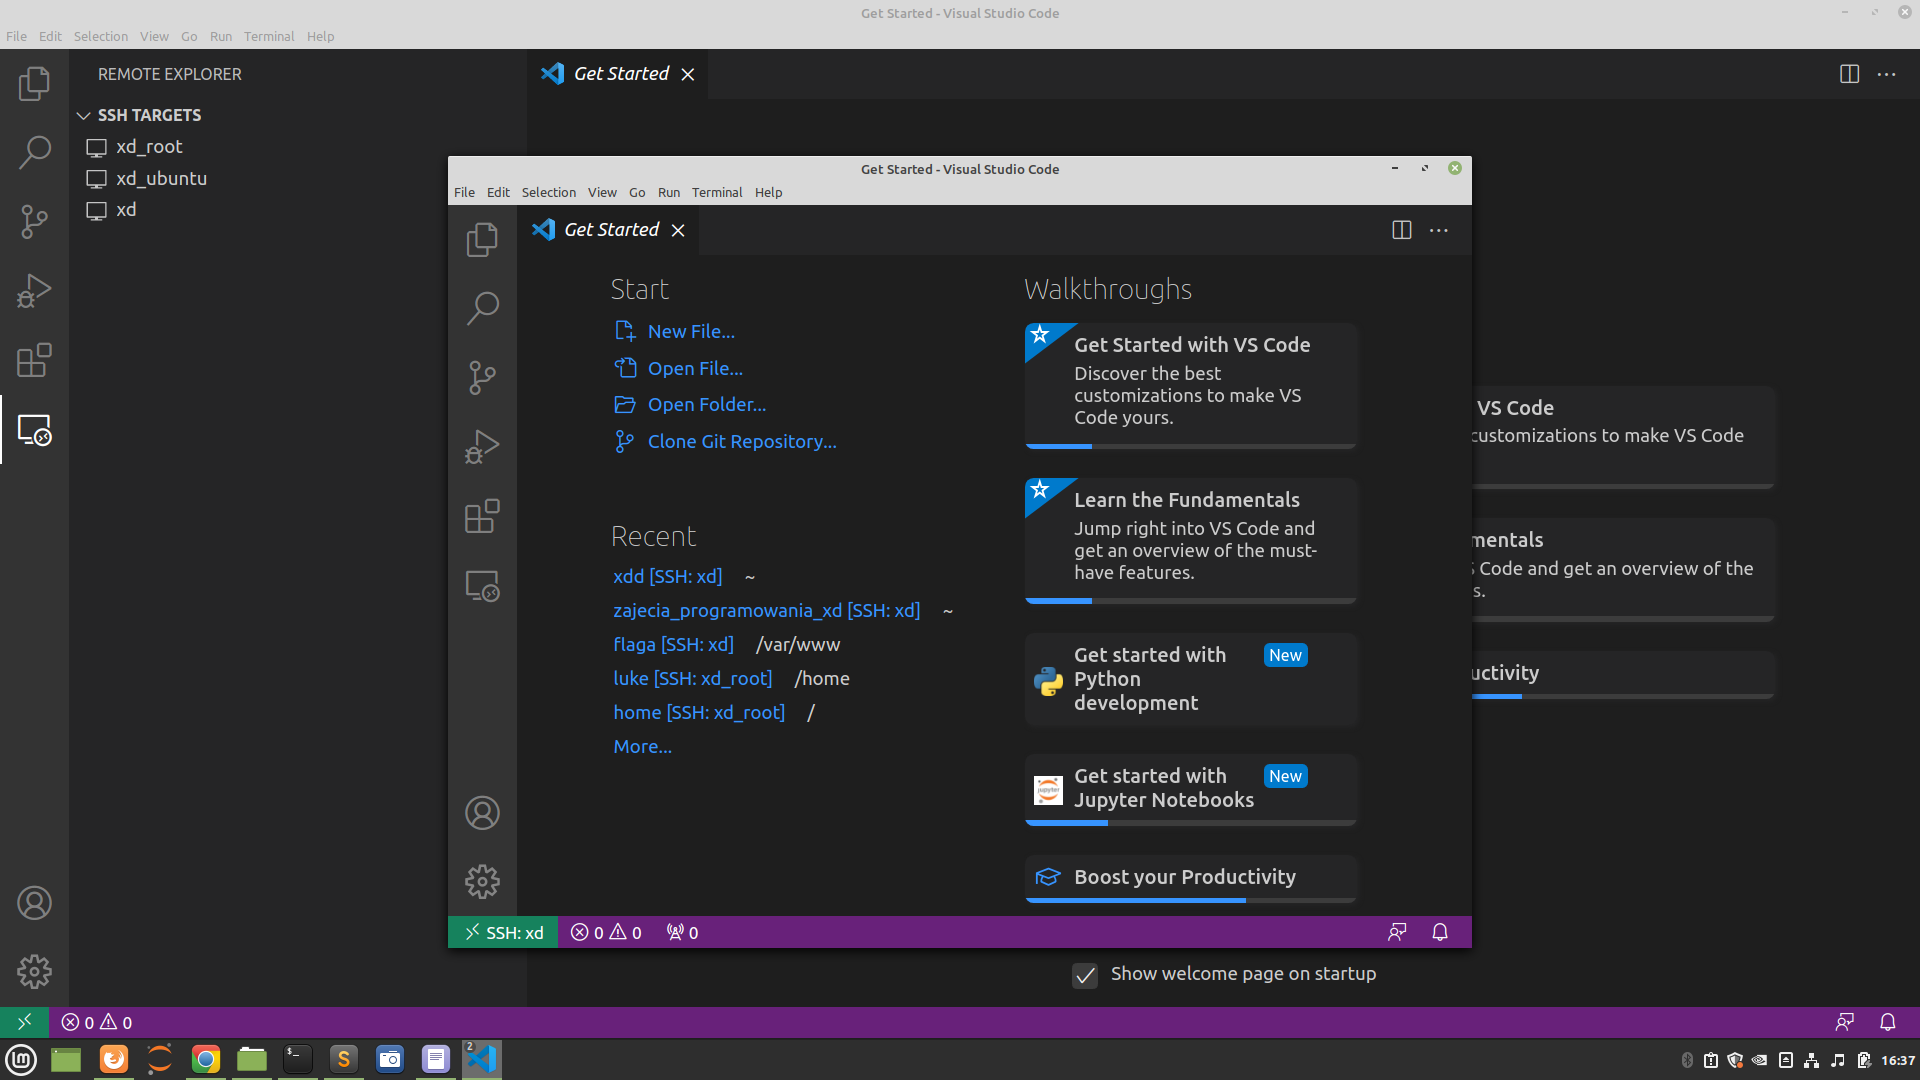 Get Started - Visual Studio Code
File Edit Selection View Go Run Terminal Help
REMOTE EXPLORER
SSH TARGETS
xd_root
xd_ubuntu
xd
Get Started
Get Started - Visual Studio Code
File Edit Selection View Go Run Terminal Help
Get Started
Start
New File...
Open File...
Open Folder...
Clone Git Repository...
Recent
xdd [SSH: xd] ~
zajecia_programowania_xd [SSH: xd] ~
flaga [SSH: xd] /var/www
luke [SSH: xd_root] /home
home [SSH: xd_root] /
More...
Walkthroughs
Get Started with VS Code
Discover the best
customizations to make VS
Code yours.
Learn the Fundamentals
Jump right into VS Code and
get an overview of the must-
have features.
Get started with New
Python
development
jupyter
Get started with New
Jupyter Notebooks
Boost your Productivity
SSH: xd 0 0 0
VS Code
customizations to make VS Code
mentals
Code and get an overview of the
s.
uctivity
Show welcome page on startup
0 0
2
16:37